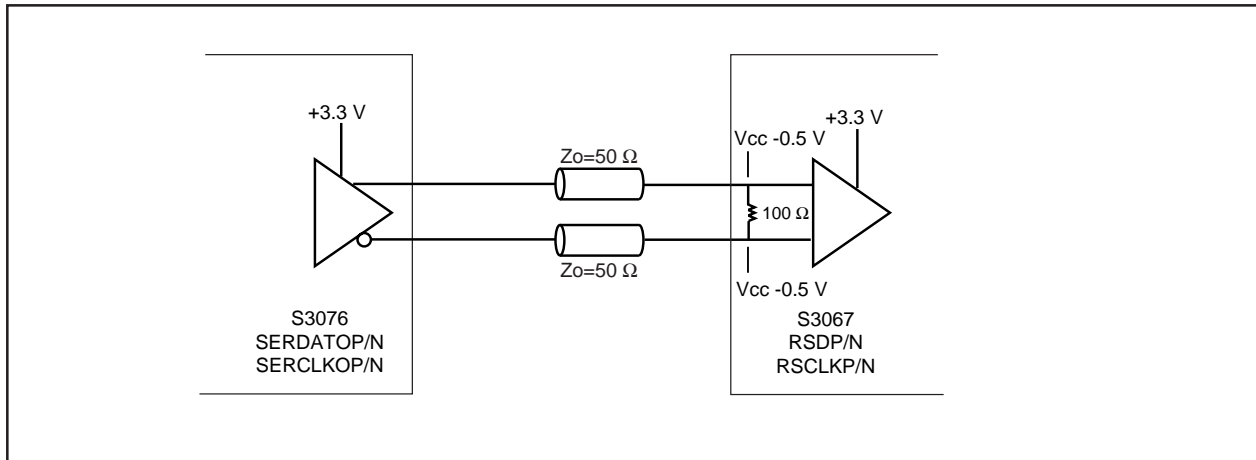 +3.3 V
+3.3 V
Vcc -0.5 V
Zo=50 Ω
100 Ω
Zo=50 Ω
Vcc -0.5 V
S3076
SERDATOP/N
SERCLKOP/N
S3067
RSDP/N
RSCLKP/N